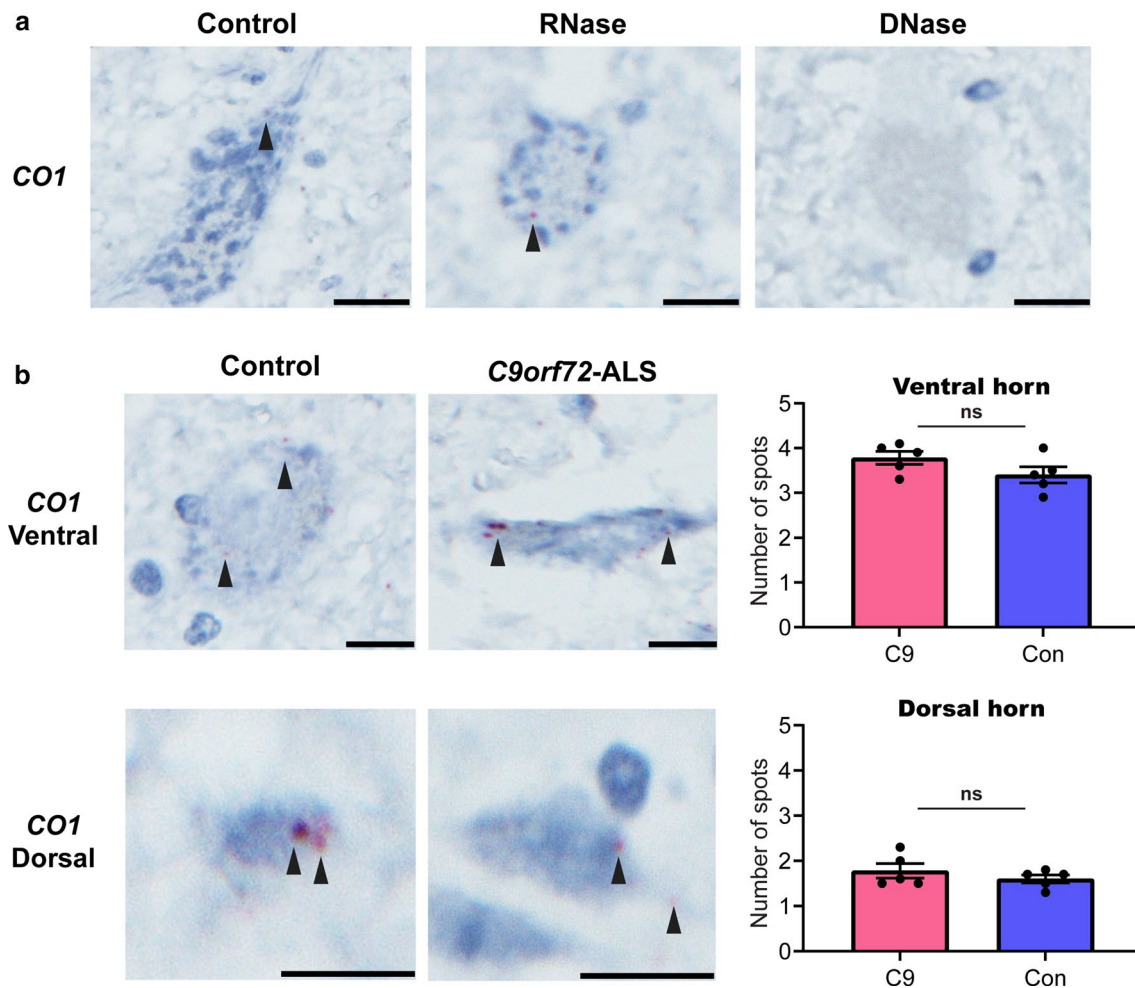 a
Control
RNase
DNase
CO1
b
Control
C9orf72-ALS
CO1
Ventral
Ventral horn
ns
Number of spots
5
4
3
2
1
0
C9
Con
CO1
Dorsal
Dorsal horn
ns
Number of spots
5
4
3
2
1
0
C9
Con